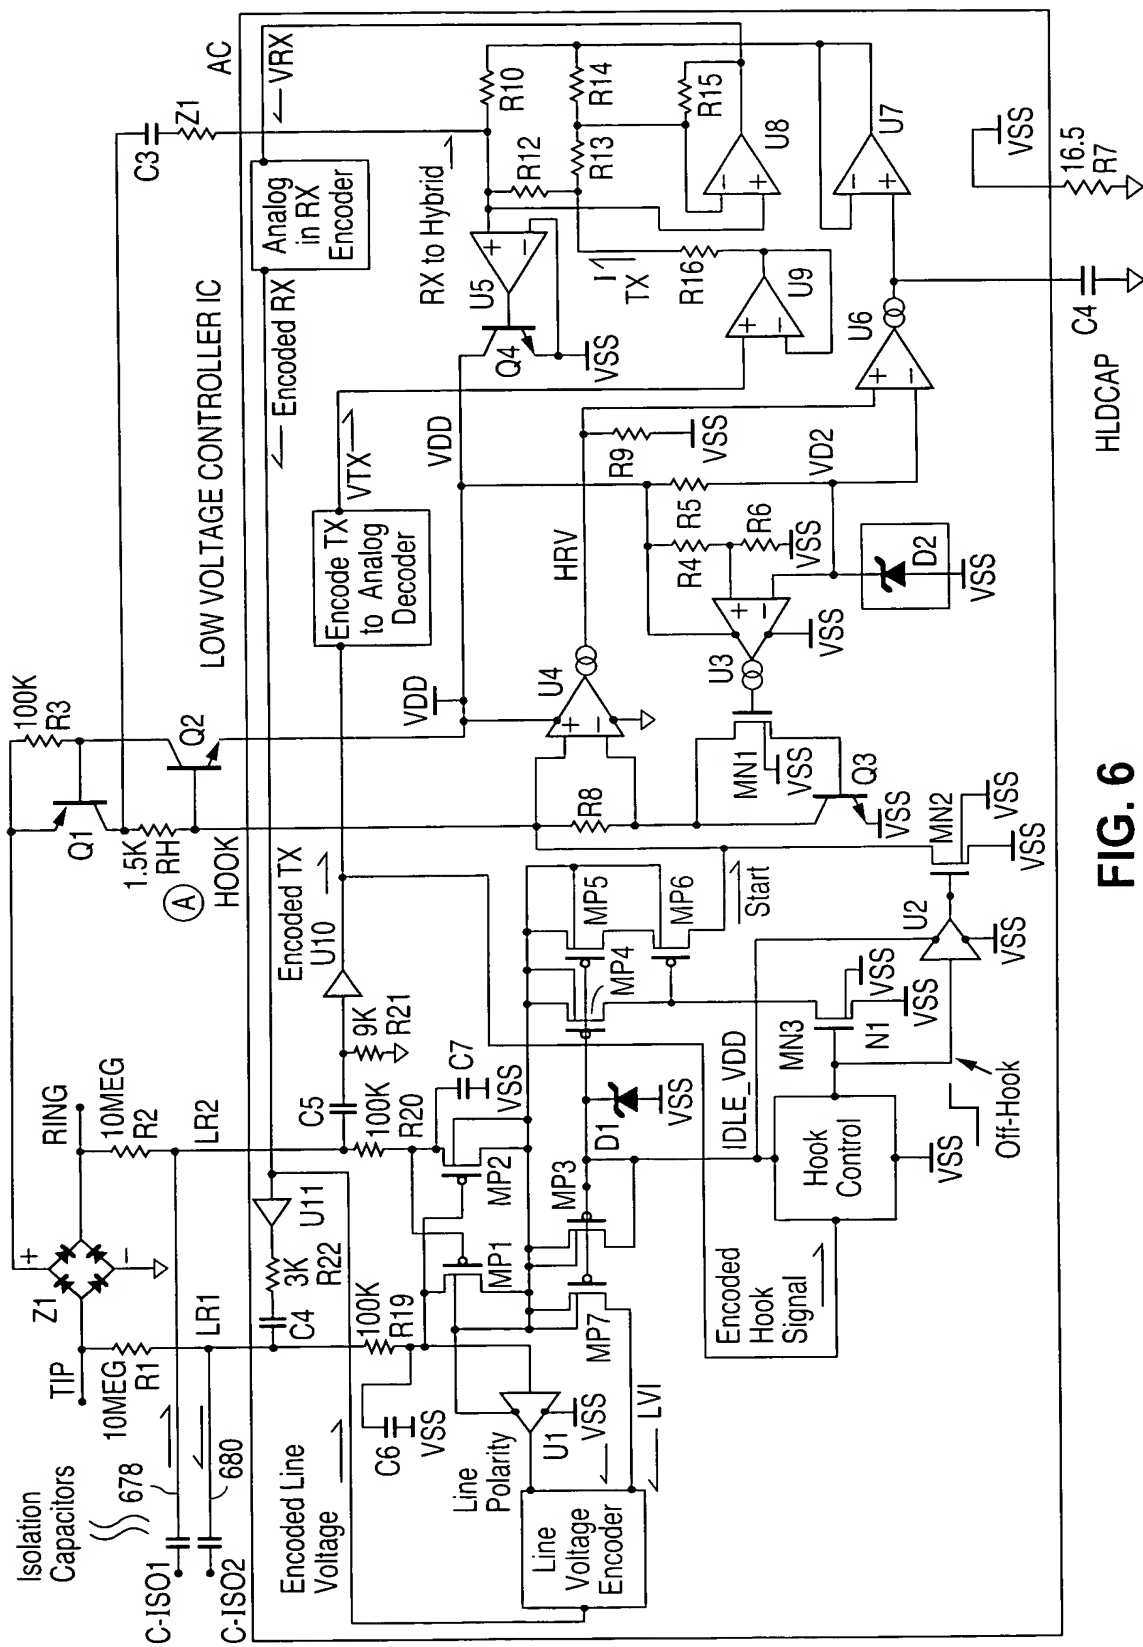 Isolation
Capacitors
678
680
C-ISO1
C-ISO2
TIP
10MEG
R1
LR1
Z1
+
−
RING
10MEG
R2
LR2
100K
R3
Q1
1.5K
RH
A
HOOK
Q2
C3
Z1
AC
LOW VOLTAGE CONTROLLER IC
Encoded Line
Voltage
C4
3K
R22
U11
C5
9K
R21
Encoded TX
U10
Encoded RX
Analog
in RX
Encoder
VRX
Encode TX
to Analog
Decoder
VTX
VDD
VDD
RX to Hybrid
R10
R12
R14
R13
R15
U5
+
−
Q4
VSS
I
TX
R16
U8
−
+
U9
+
−
U7
−
+
U6
+
−
100K
R19
C6
VSS
100K
R20
C7
VSS
MP1
MP2
Line
Polarity
U1
VSS
Line
Voltage
Encoder
LVI
MP7
MP3
D1
VSS
MP4
MP5
MP6
Start
IDLE_VDD
Encoded
Hook
Signal
Hook
Control
VSS
Off-Hook
MN3
N1
VSS
VSS
U2
VSS
MN2
VSS
VSS
R8
U4
+
−
HRV
R9
VSS
MN1
VSS
Q3
VSS
U3
+
−
VSS
R4
R5
R6
VSS
VD2
D2
VSS
C4
HLDCAP
VSS
16.5
R7
FIG. 6